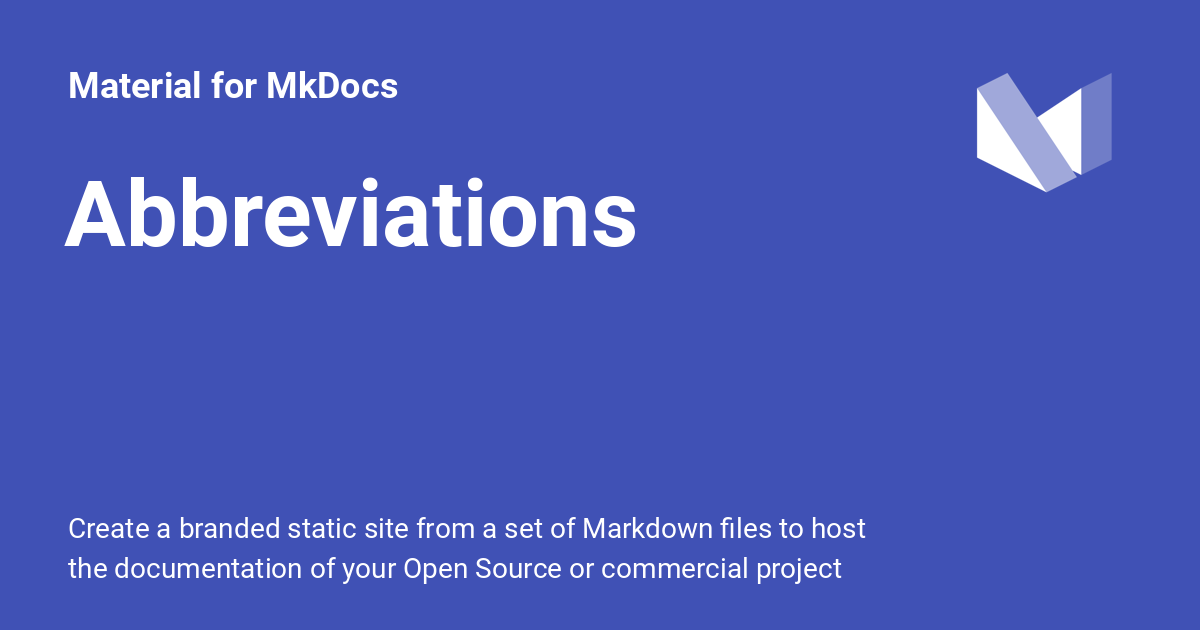 Material for MkDocs
Abbreviations
Create a branded static site from a set of Markdown files to host
the documentation of your Open Source or commercial project